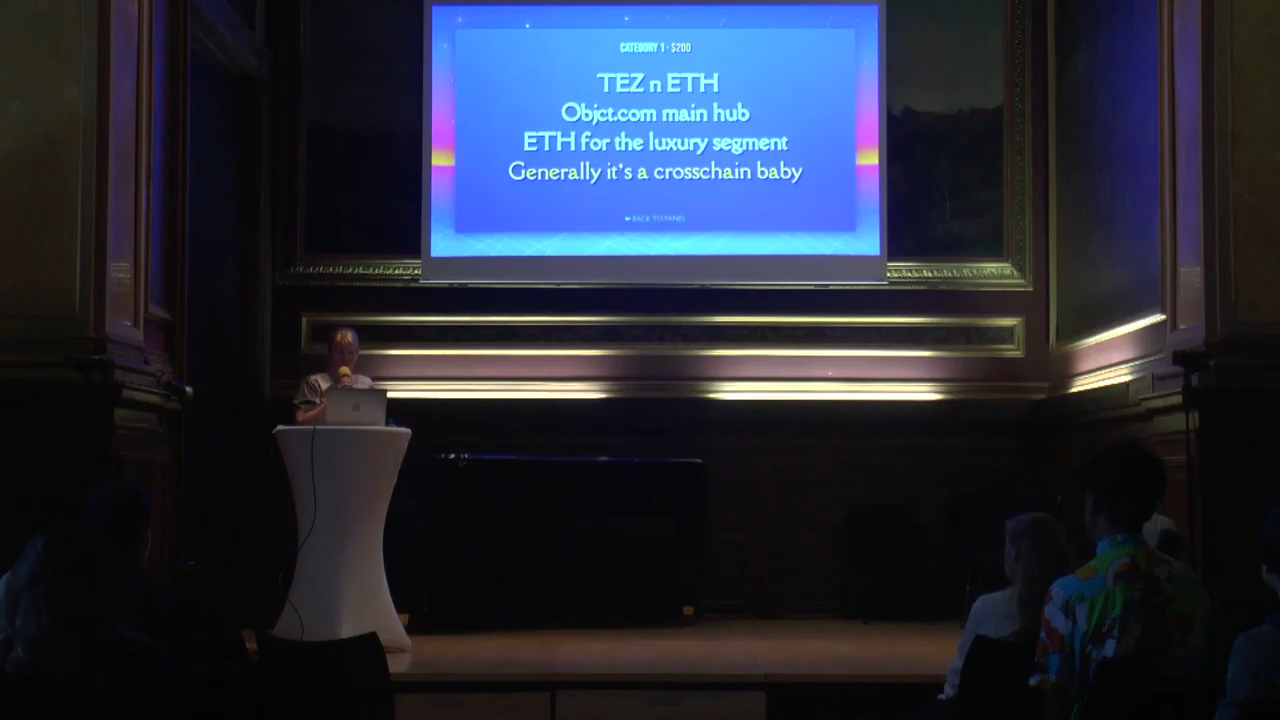 CATEGORY 1 - $200
TEZ n ETH
Objct.com main hub
ETH for the luxury segment
Generally it's a crosschain baby
BACK TO PANEL